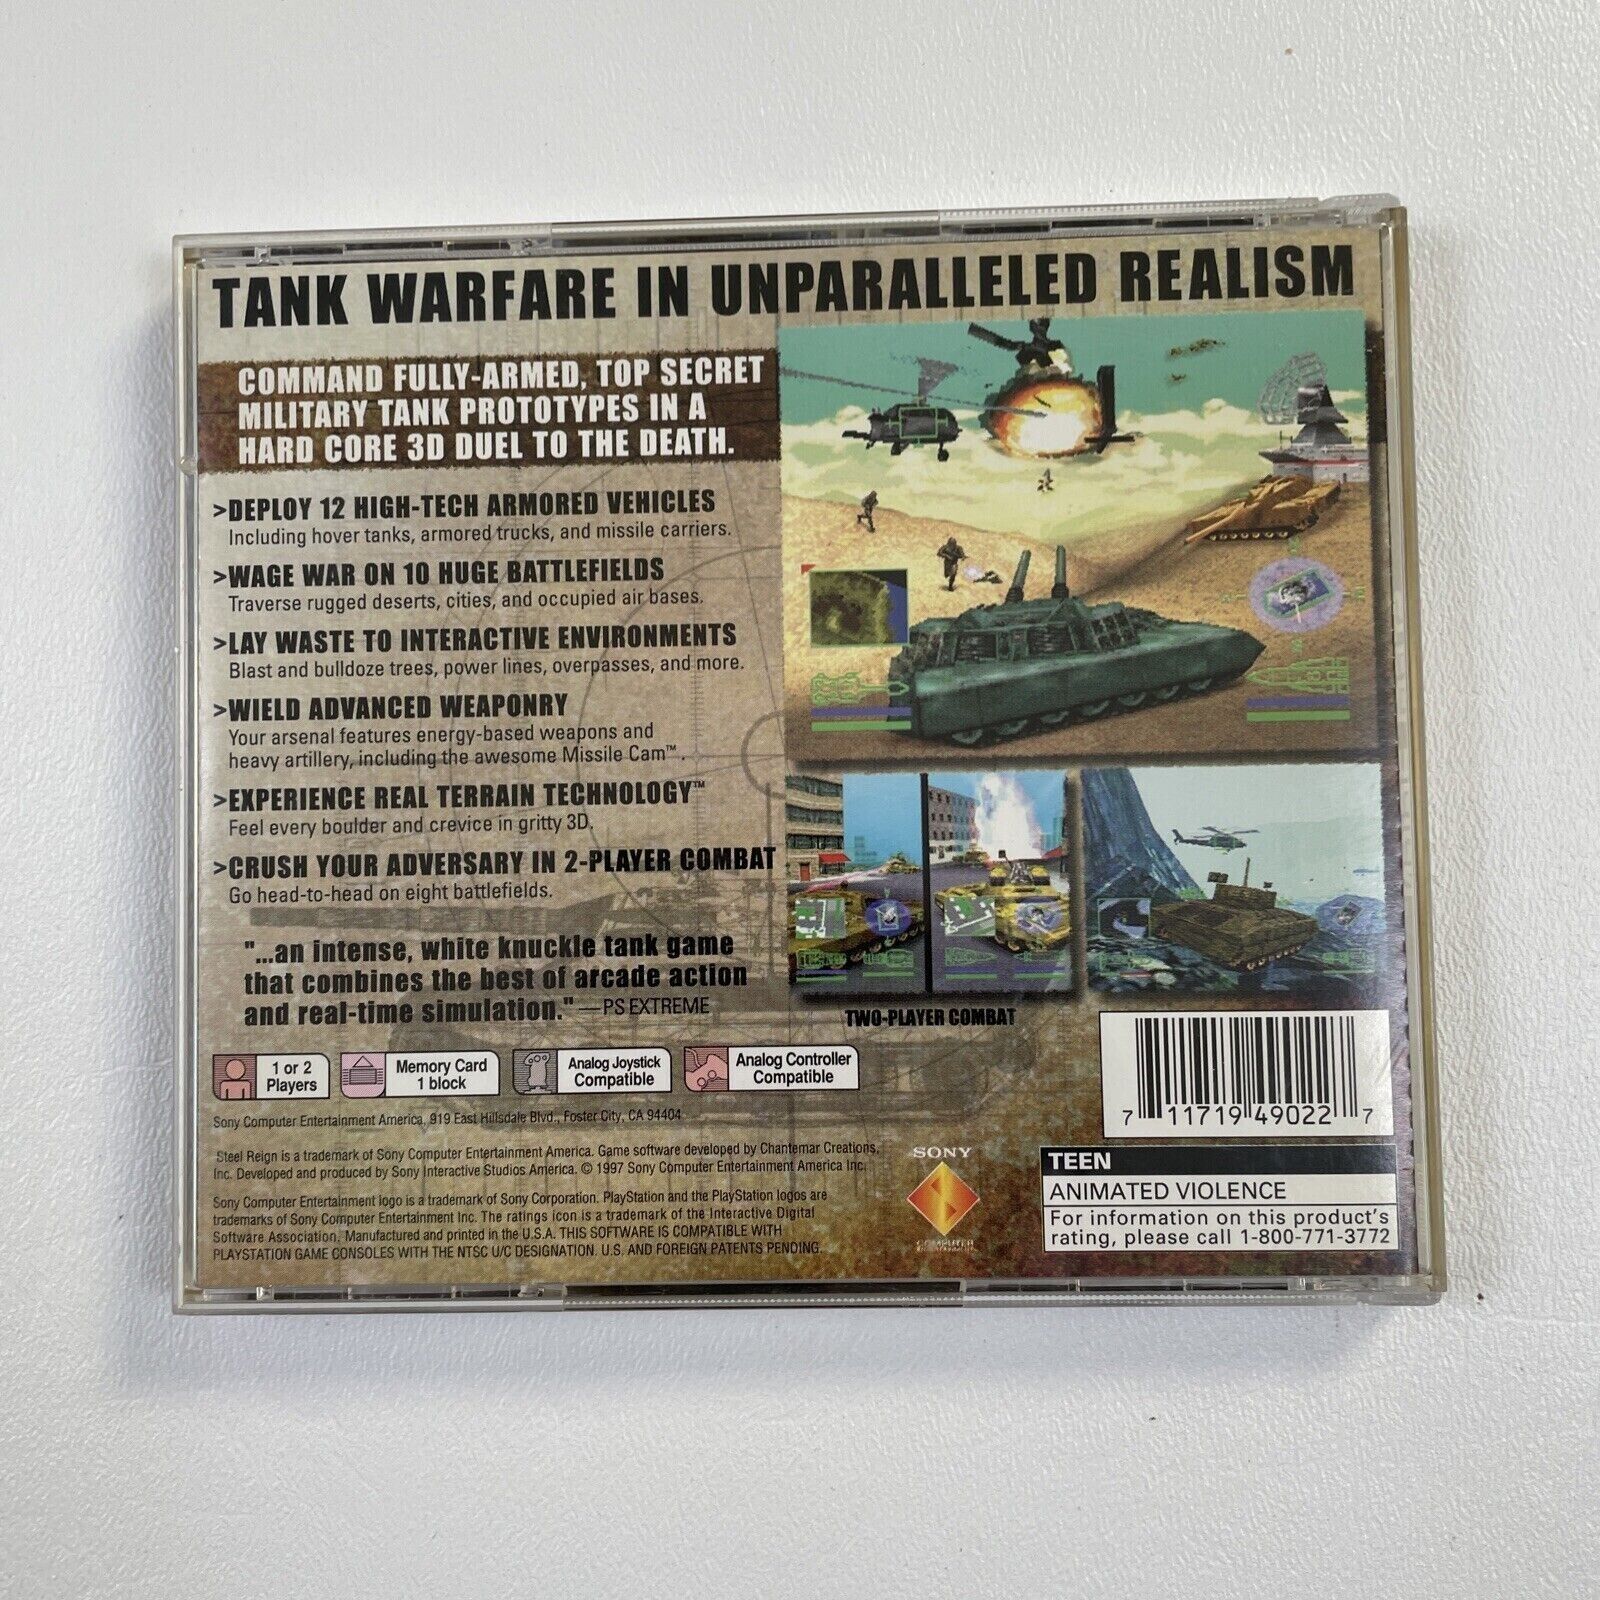 TANK WARFARE IN UNPARALLELED REALISM
COMMAND FULLY-ARMED, TOP SECRET
MILITARY TANK PROTOTYPES IN A
HARD CORE 3D DUEL TO THE DEATH.
>DEPLOY 12 HIGH-TECH ARMORED VEHICLES
Including hover tanks, armored trucks, and missile carriers.
>WAGE WAR ON 10 HUGE BATTLEFIELDS
Traverse rugged deserts, cities, and occupied air bases.
>LAY WASTE TO INTERACTIVE ENVIRONMENTS
Blast and bulldoze trees, power lines, overpasses, and more.
>WIELD ADVANCED WEAPONRY
Your arsenal features energy-based weapons and
heavy artillery, including the awesome Missile Cam™.
>EXPERIENCE REAL TERRAIN TECHNOLOGY™
Feel every boulder and crevice in gritty 3D.
>CRUSH YOUR ADVERSARY IN 2-PLAYER COMBAT
Go head-to-head on eight battlefields.
"...an intense, white knuckle tank game
that combines the best of arcade action
and real-time simulation." —PS EXTREME
TWO-PLAYER COMBAT
1 or 2
Players
Memory Card
1 block
Analog Joystick
Compatible
Analog Controller
Compatible
Sony Computer Entertainment America, 919 East Hillsdale Blvd., Foster City, CA 94404
Steel Reign is a trademark of Sony Computer Entertainment America. Game software developed by Chantemar Creations,
Inc. Developed and produced by Sony Interactive Studios America. © 1997 Sony Computer Entertainment America Inc.
Sony Computer Entertainment logo is a trademark of Sony Corporation. PlayStation and the PlayStation logos are
trademarks of Sony Computer Entertainment Inc. The ratings icon is a trademark of the Interactive Digital
Software Association. Manufactured and printed in the U.S.A. THIS SOFTWARE IS COMPATIBLE WITH
PLAYSTATION GAME CONSOLES WITH THE NTSC U/C DESIGNATION. U.S. AND FOREIGN PATENTS PENDING.
SONY
COMPUTER
ENTERTAINMENT
7 11719 49022 7
TEEN
ANIMATED VIOLENCE
For information on this product's
rating, please call 1-800-771-3772